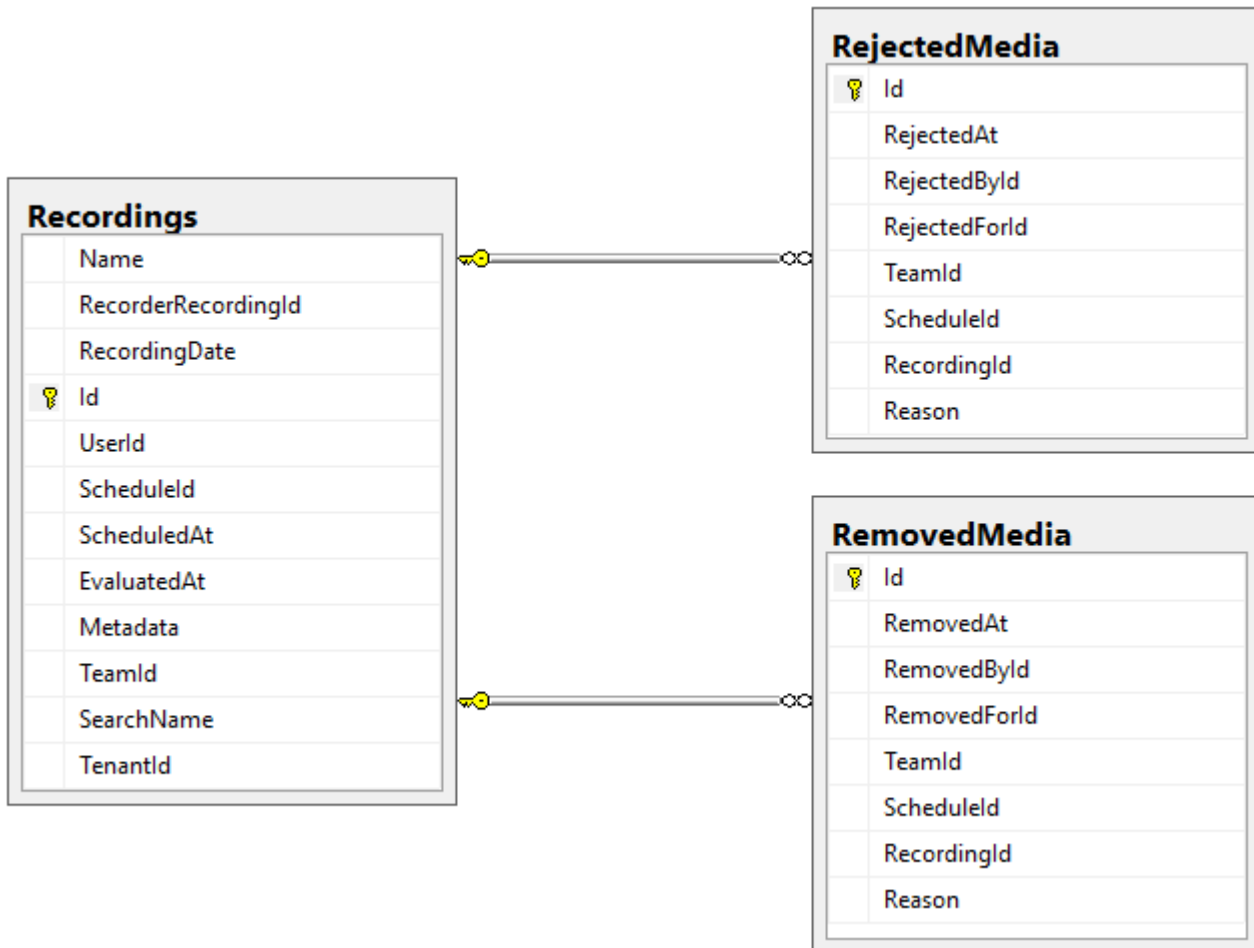 Recordings
Name
RecorderRecordingId
RecordingDate
Id
UserId
ScheduleId
ScheduledAt
EvaluatedAt
Metadata
TeamId
SearchName
TenantId
RejectedMedia
Id
RejectedAt
RejectedById
RejectedForId
TeamId
ScheduleId
RecordingId
Reason
RemovedMedia
Id
RemovedAt
RemovedById
RemovedForId
TeamId
ScheduleId
RecordingId
Reason